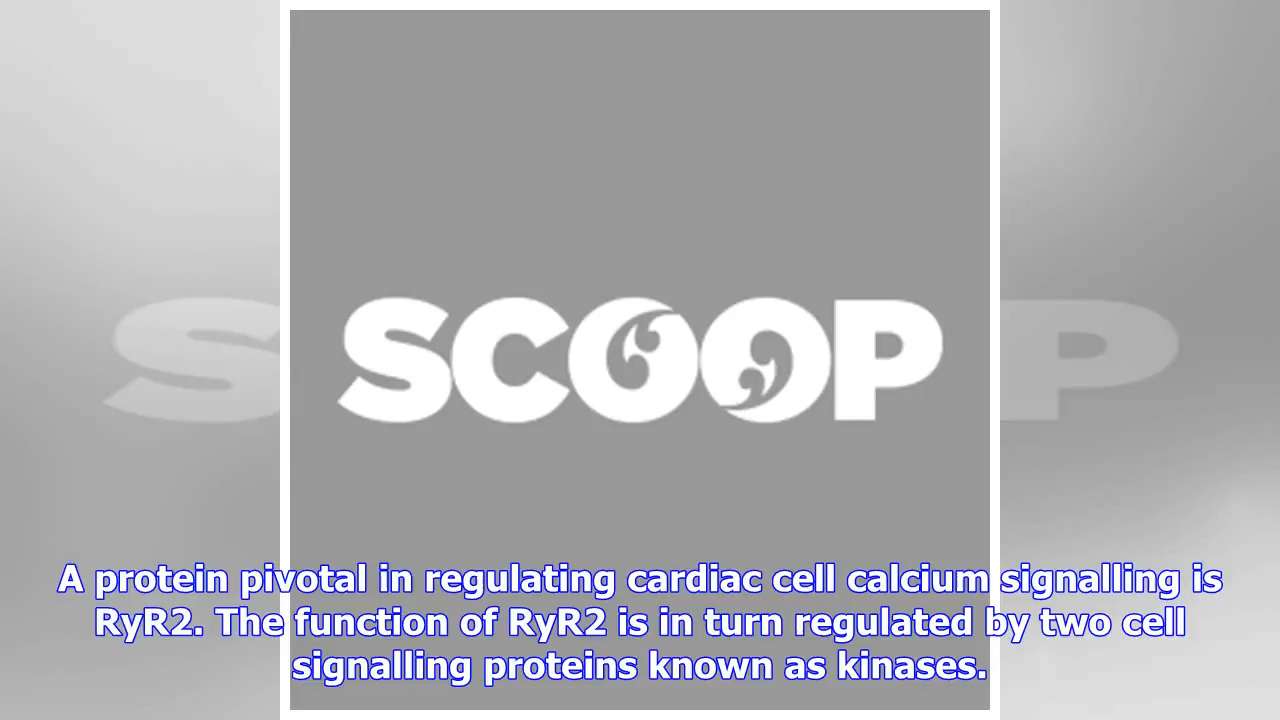 SCOOP
A protein pivotal in regulating cardiac cell calcium signalling is
RyR2. The function of RyR2 is in turn regulated by two cell
signalling proteins known as kinases.